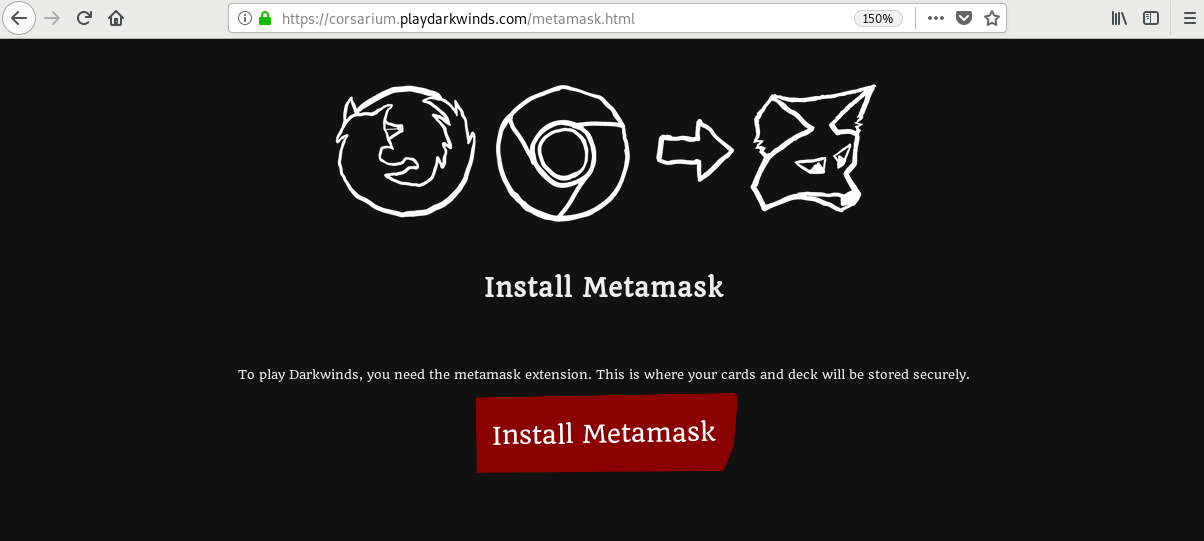 https://corsarium.playdarkwinds.com/metamask.html
150%
Install Metamask
To play Darkwinds, you need the metamask extension. This is where your cards and deck will be stored securely.
Install Metamask